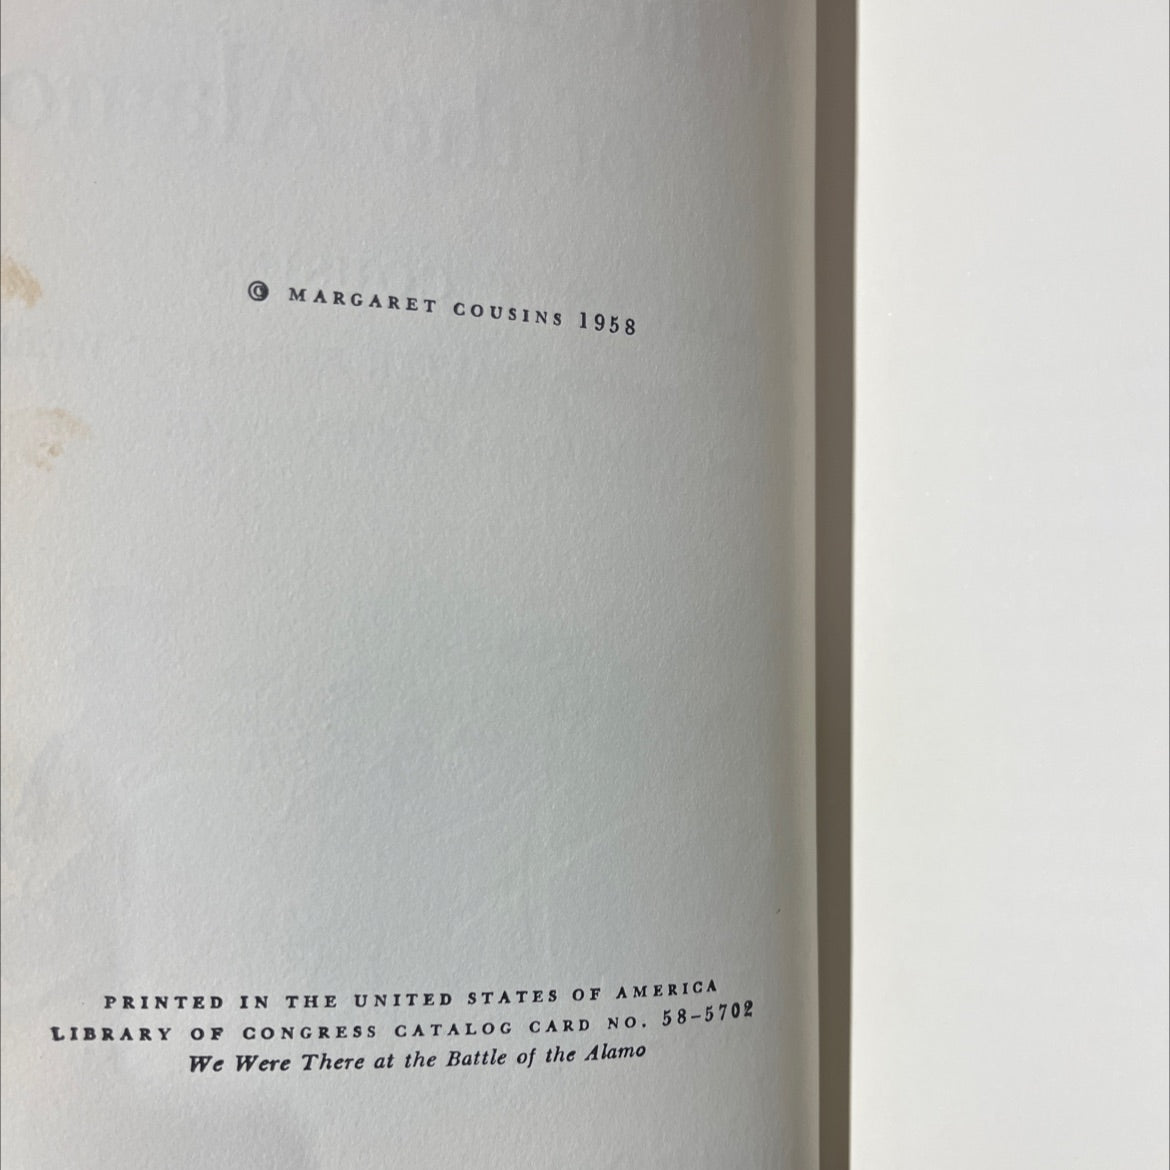 © MARGARET COUSINS 1958
PRINTED IN THE UNITED STATES OF AMERICA
LIBRARY OF CONGRESS CATALOG CARD NO. 58-5702
We Were There at the Battle of the Alamo